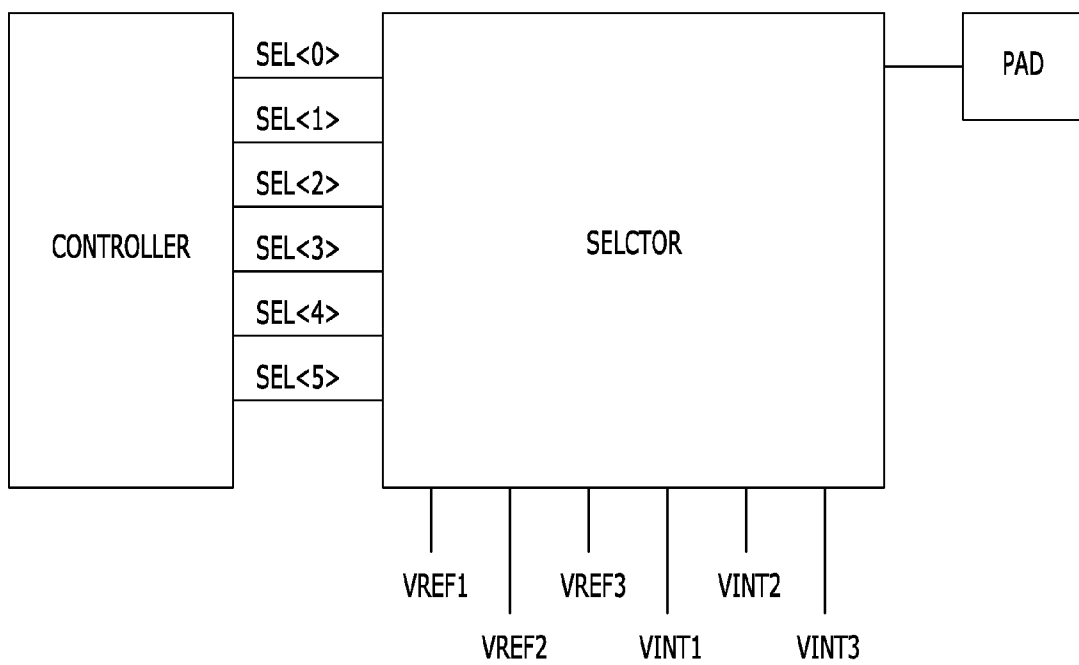 SEL<0>
PAD
SEL<1>
SEL<2>
CONTROLLER
SEL<3>
SELCTOR
SEL<4>
SEL<5>
VREF1
VREF3
VINT2
VREF2
VINT1
VINT3